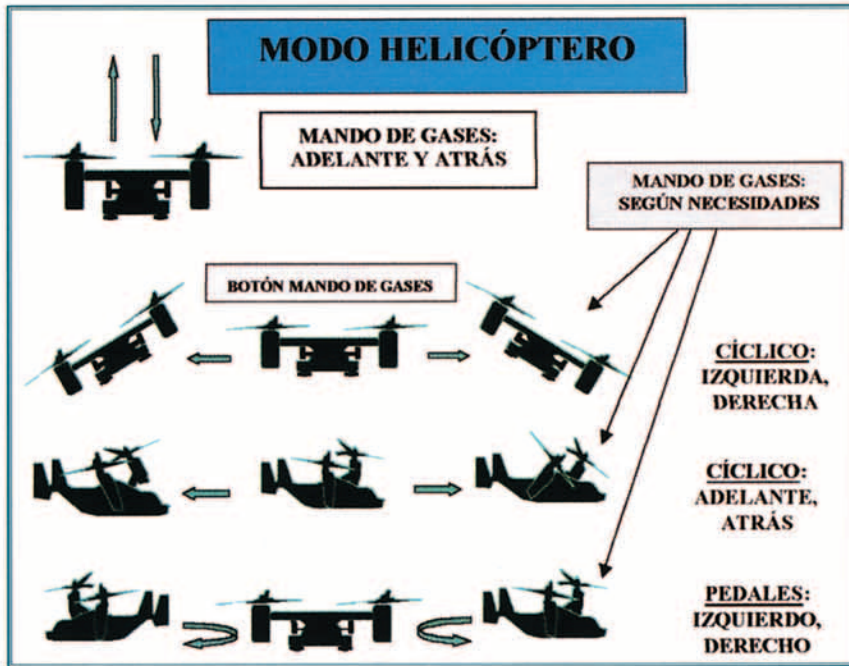 MODO HELICÓPTERO
MANDO DE GASES:
ADELANTE Y ATRÁS
MANDO DE GASES:
SEGÚN NECESIDADES
BOTÓN MANDO DE GASES
CÍCLICO:
IZQUIERDA,
DERECHA
CÍCLICO:
ADELANTE,
ATRÁS
PEDALES:
IZQUIERDO,
DERECHO